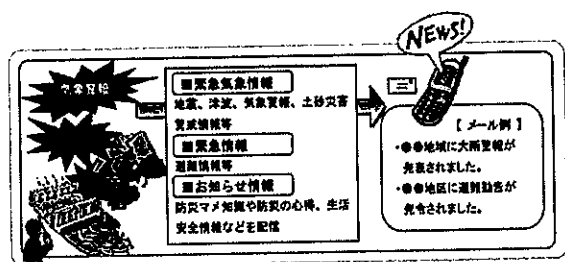 NEWS!
気象警報
■緊急気象情報
地震、津波、気象警報、土砂災害
警戒情報等
■緊急情報
避難情報等
■お知らせ情報
防災マメ知識や防災の心得、生活
安全情報などを配信
【メール例】
・●●地域に大雨警報が
発表されました。
・●●地区に避難勧告が
発令されました。